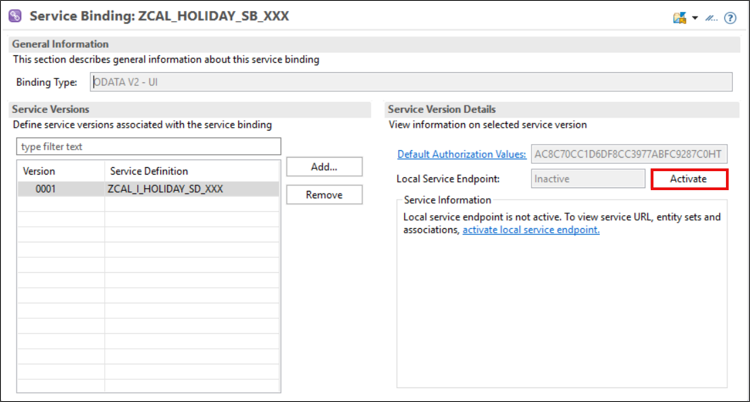 Service Binding: ZCAL_HOLIDAY_SB_XXX
General Information
This section describes general information about this service binding
Binding Type: ODATA V2 - UI
Service Versions
Define service versions associated with the service binding
type filter text
Version Service Definition
0001 ZCAL_I_HOLIDAY_SD_XXX
Add...
Remove
Service Version Details
View information on selected service version
Default Authorization Values: AC8C70CC1D6DF8CC3977ABFC9287C0HT
Local Service Endpoint: Inactive Activate
Service Information
Local service endpoint is not active. To view service URL, entity sets and
associations, activate local service endpoint.